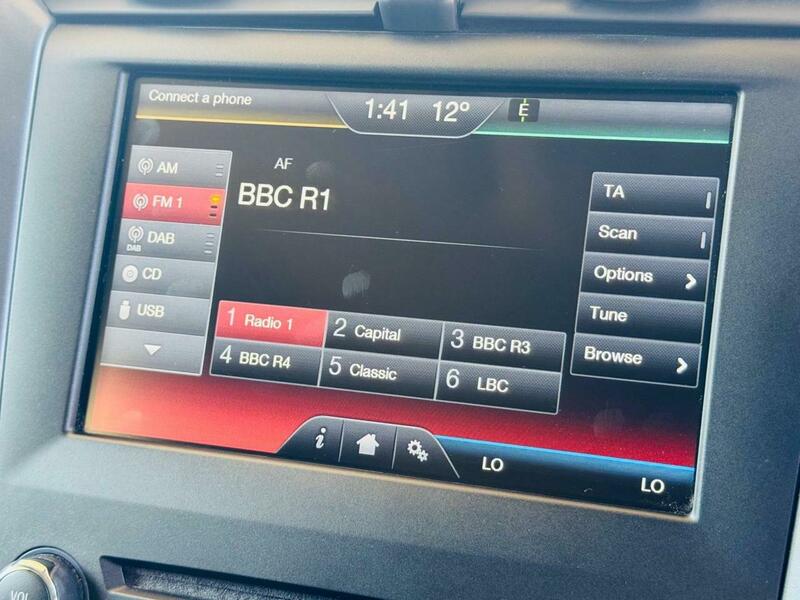 Connect a phone
1:41 12° E
AF
BBC R1
AM
FM 1
DAB
DAB
CD
USB
TA
Scan
Options
Tune
Browse
1 Radio 1
2 Capital
3 BBC R3
4 BBC R4
5 Classic
6 LBC
i
LO
LO
VOL